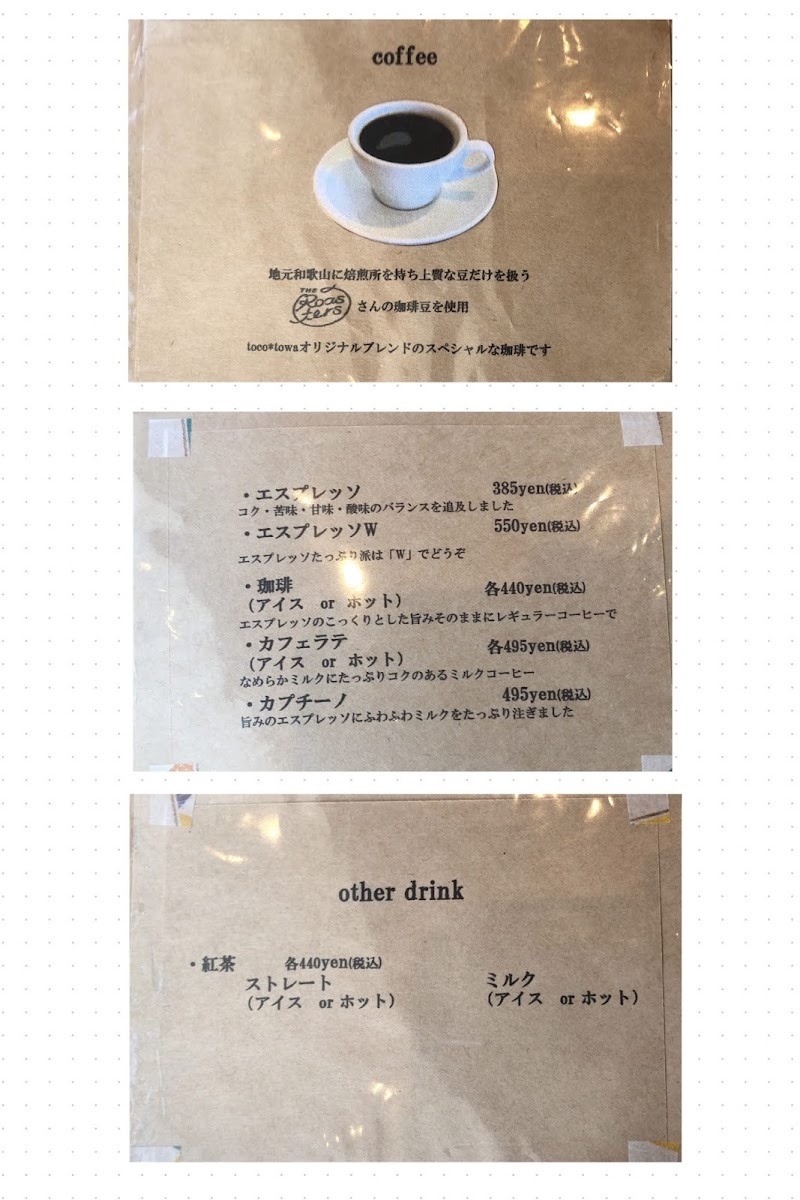 coffee
地元和歌山に焙煎所を持ち上質な豆だけを扱う
THE Roasters さんの珈琲豆を使用
toco*towaオリジナルブレンドのスペシャルな珈琲です
・エスプレッソ 385yen(税込)
コク・苦味・甘味・酸味のバランスを追及しました
・エスプレッソW 550yen(税込)
エスプレッソたっぷり派は「W」でどうぞ
・珈琲 各440yen(税込)
（アイス or ホット）
エスプレッソのこっくりとした旨みそのままにレギュラーコーヒーで
・カフェラテ 各495yen(税込)
（アイス or ホット）
なめらかミルクにたっぷりコクのあるミルクコーヒー
・カプチーノ 495yen(税込)
旨みのエスプレッソにふわふわミルクをたっぷり注ぎました
other drink
・紅茶 各440yen(税込)
ストレート ミルク
（アイス or ホット） （アイス or ホット）